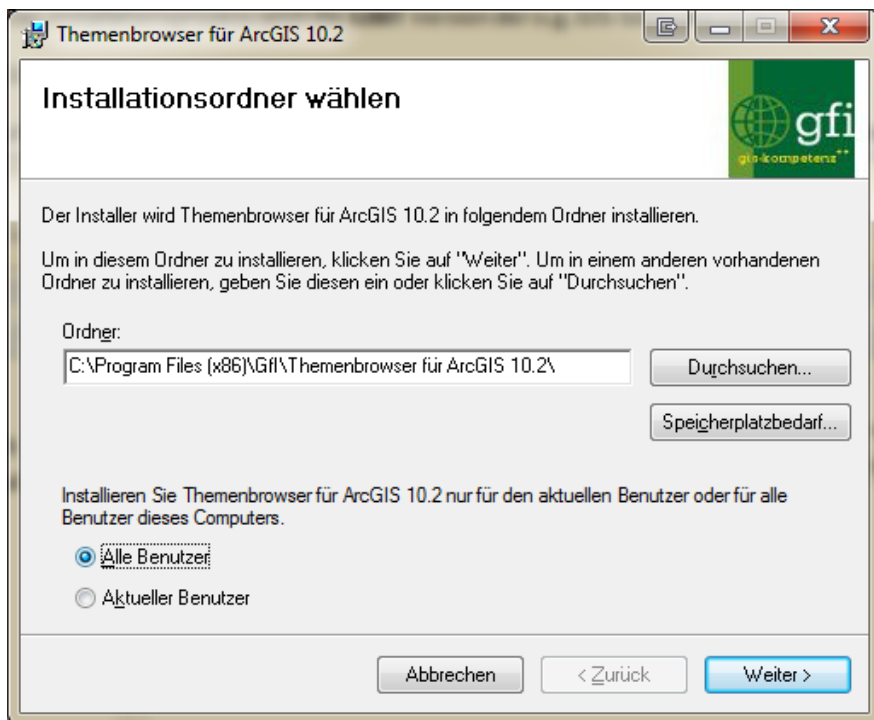 Themenbrowser für ArcGIS 10.2
Installationsordner wählen
gfi
gis-kompetenz++
Der Installer wird Themenbrowser für ArcGIS 10.2 in folgendem Ordner installieren.
Um in diesem Ordner zu installieren, klicken Sie auf "Weiter". Um in einem anderen vorhandenen
Ordner zu installieren, geben Sie diesen ein oder klicken Sie auf "Durchsuchen".
Ordner:
C:\Program Files (x86)\GfI\Themenbrowser für ArcGIS 10.2\
Durchsuchen...
Speicherplatzbedarf...
Installieren Sie Themenbrowser für ArcGIS 10.2 nur für den aktuellen Benutzer oder für alle
Benutzer dieses Computers.
Alle Benutzer
Aktueller Benutzer
Abbrechen
< Zurück
Weiter >